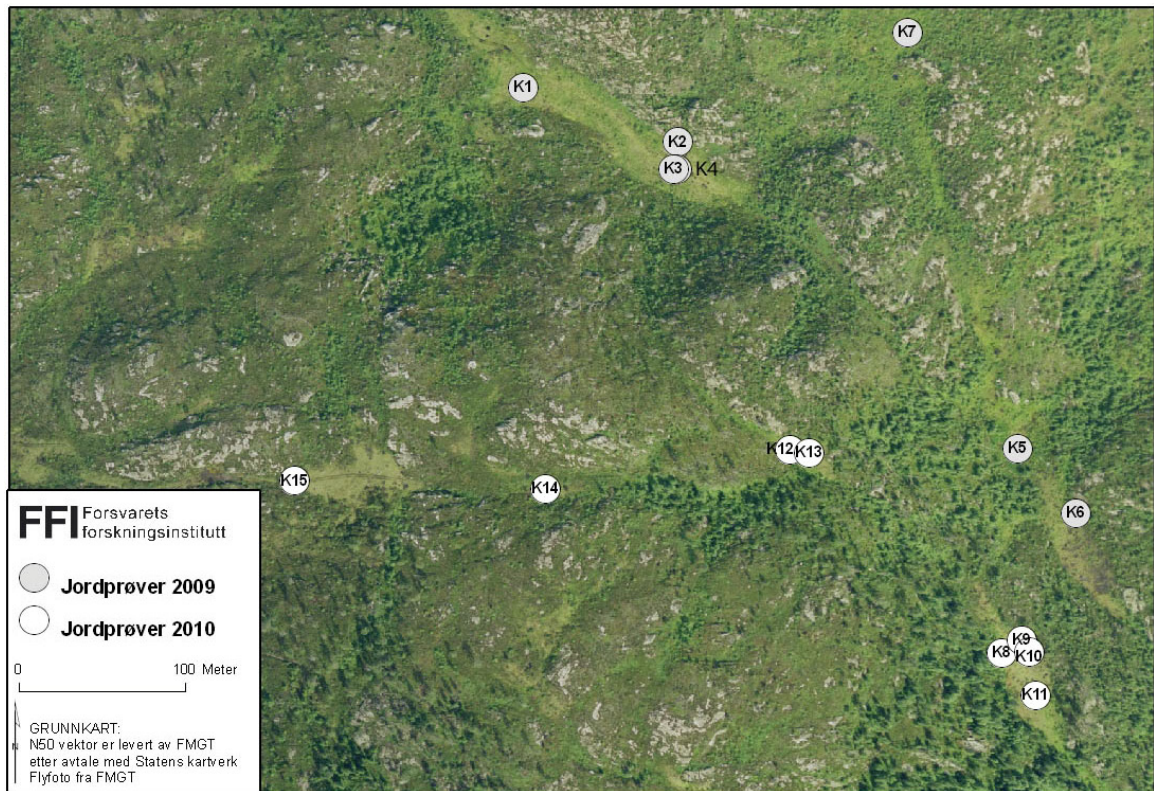 K7
K1
K2
K3 K4
K12 K13 K5
K15 K14
K6
K9
K8 K10
K11
FFI Forsvarets
forskningsinstitutt
Jordprøver 2009
Jordprøver 2010
0 100 Meter
N
GRUNNKART:
N50 vektor er levert av FMGT
etter avtale med Statens kartverk
Flyfoto fra FMGT